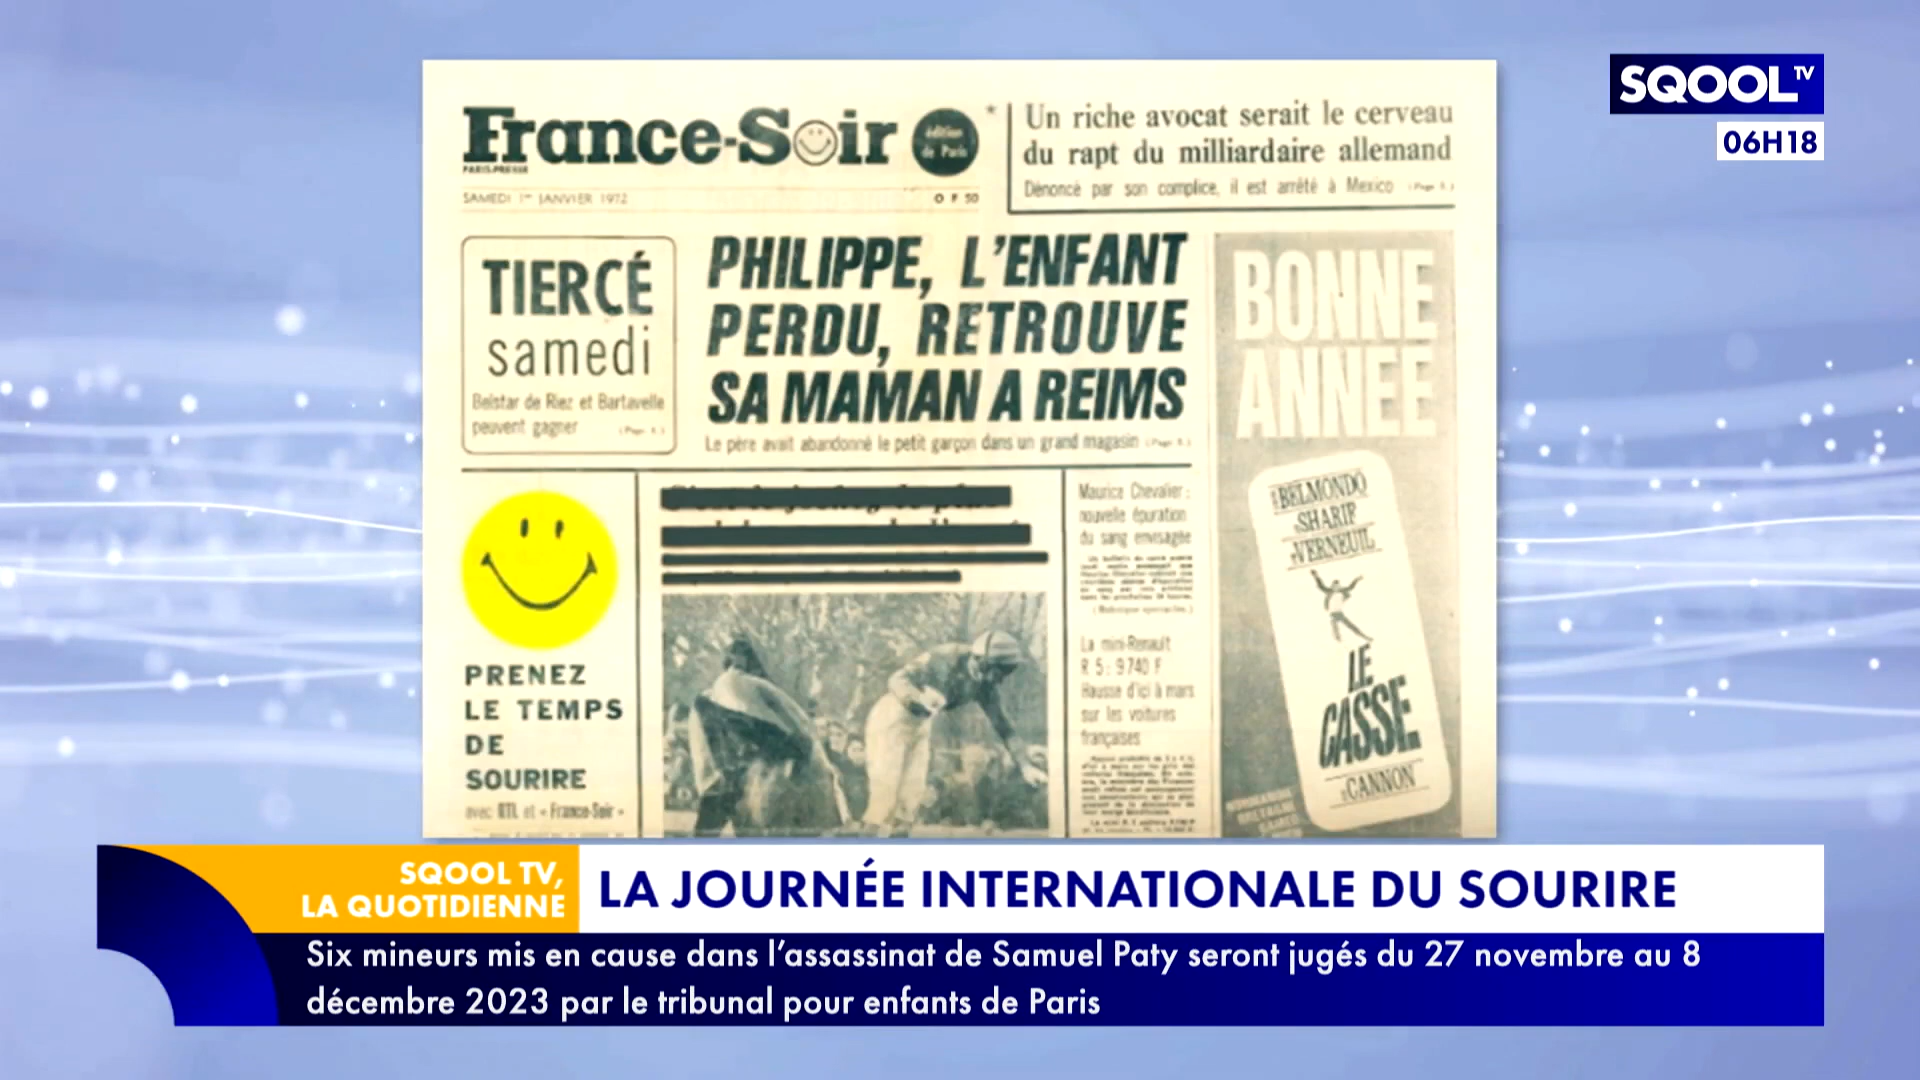 SQOOL TV
06H18
France-Soir
édition
de Paris
PARIS-PRESSE
SAMEDI 1er JANVIER 1972
0 F 50
*
Un riche avocat serait le cerveau
du rapt du milliardaire allemand
Dénoncé par son complice, il est arrêté à Mexico
TIERCÉ
samedi
Belstar de Riez et Bartavelle
peuvent gagner
PHILIPPE, L'ENFANT
PERDU, RETROUVE
SA MAMAN A REIMS
Le père avait abandonné le petit garçon dans un grand magasin
BONNE
ANNEE
PRENEZ
LE TEMPS
DE
SOURIRE
avec RTL et « France-Soir »
Maurice Chevalier :
nouvelle épuration
du sang envisagée
La mini-Renault
R 5 : 9740 F
Hausse d'ici à mars
sur les voitures
françaises
BELMONDO
SHARIF
VERNEUIL
LE
CASSE
CANNON
SQOOL TV,
LA QUOTIDIENNE
LA JOURNÉE INTERNATIONALE DU SOURIRE
Six mineurs mis en cause dans l'assassinat de Samuel Paty seront jugés du 27 novembre au 8
décembre 2023 par le tribunal pour enfants de Paris